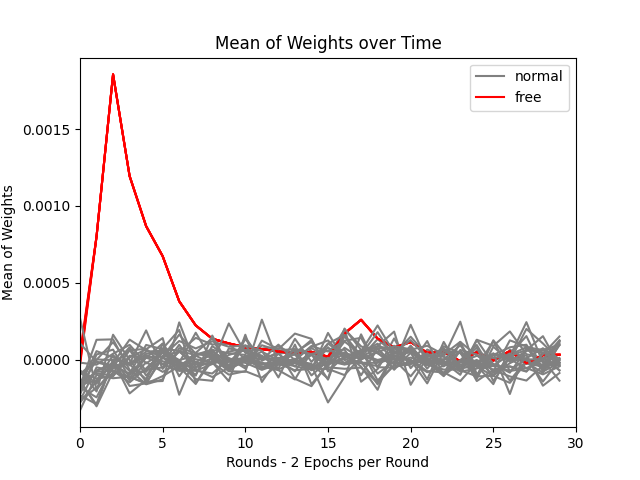 Mean of Weights over Time
normal
free
Mean of Weights
0.0015
0.0010
0.0005
0.0000
0 5 10 15 20 25 30
Rounds - 2 Epochs per Round